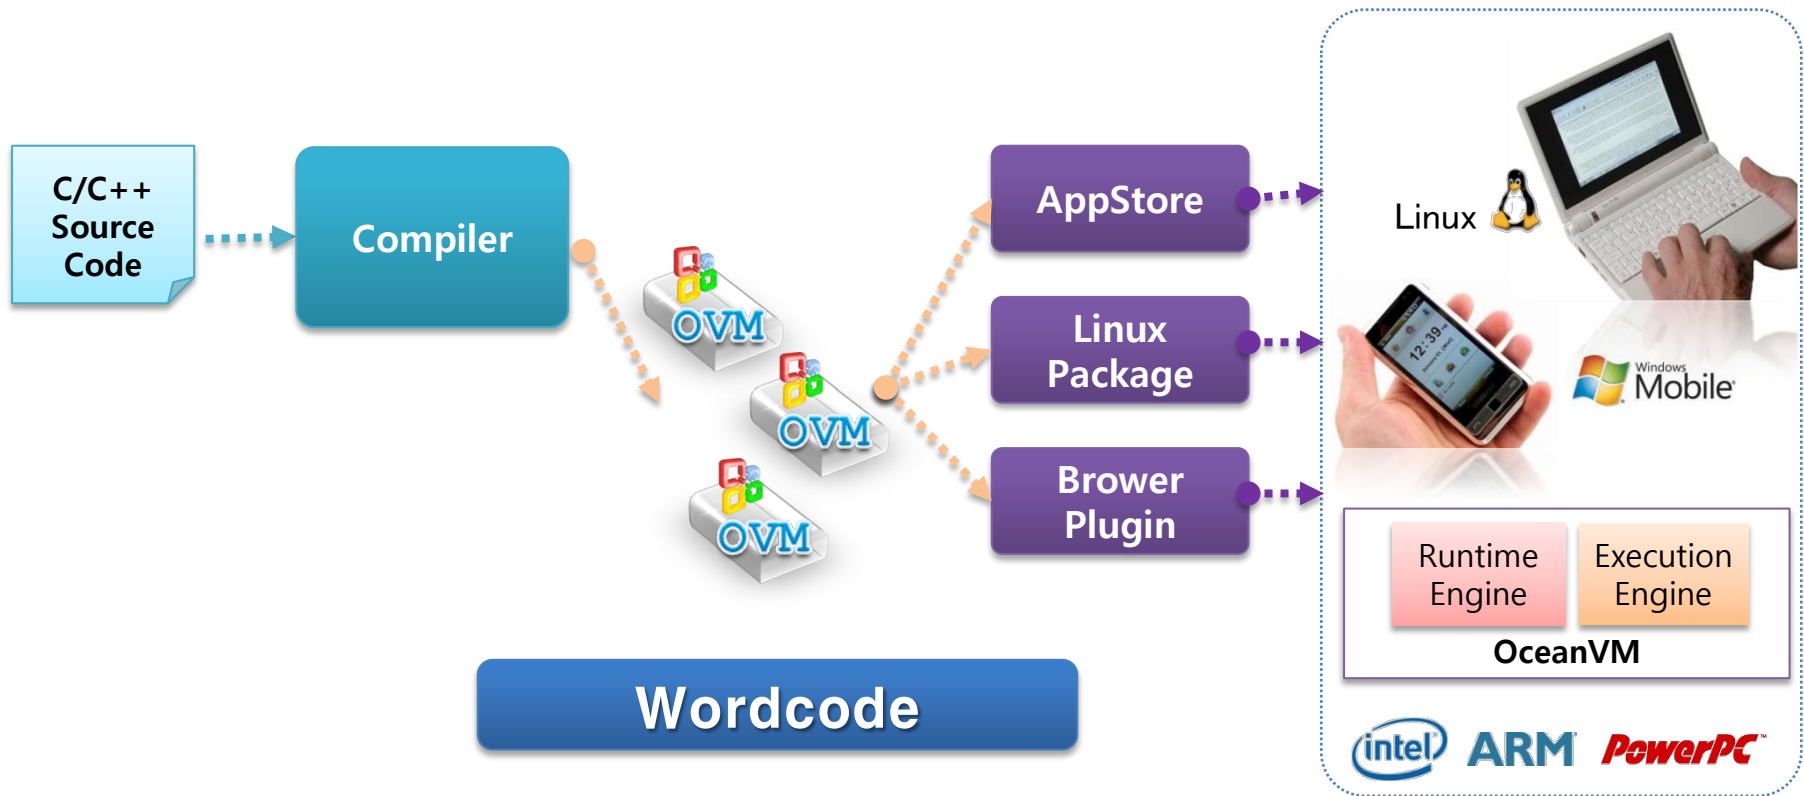 C/C++
Source
Code
Compiler
OVM
OVM
OVM
AppStore
Linux
Package
Brower
Plugin
Wordcode
Linux
12:39
Windows
Mobile
Runtime
Engine
Execution
Engine
OceanVM
intel
ARM
PowerPC